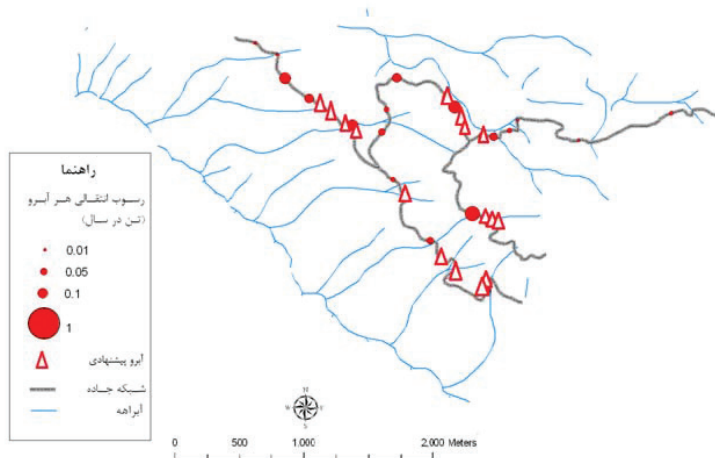 راهنما
رسوب انتقالی هر آبرو
(تن در سال)
0.01
0.05
0.1
1
آبرو پیشنهادی
شبکه جاده
آبراهه
N
W E
S
0 500 1.000 2.000 Meters